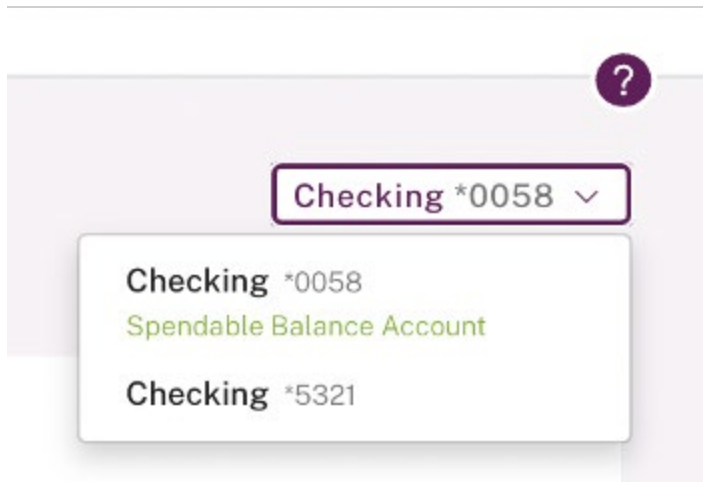 ?
Checking *0058
Checking *0058
Spendable Balance Account
Checking *5321